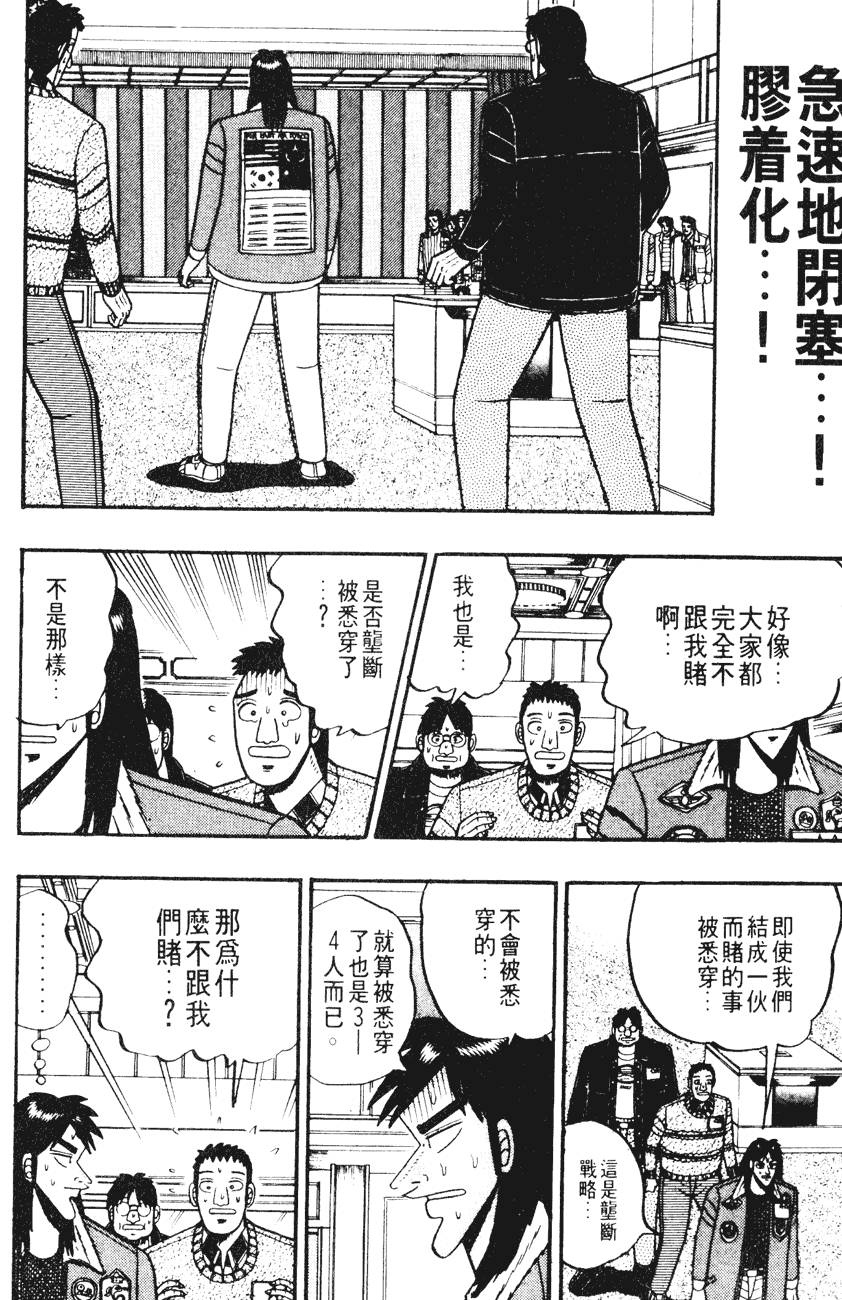 急速地閉塞…！
膠着化…！
好像…
大家都
完全不
跟我賭
啊…
我也是…
是否壟斷
被悉穿了
…？
不是那樣…
即使我們
結成一伙
而賭的事
被悉穿…
這是壟斷
戰略…
不會被悉
穿的…
就算被悉穿
了也是3—
4人而已。
那爲什
麼不跟我
們賭…？
…………